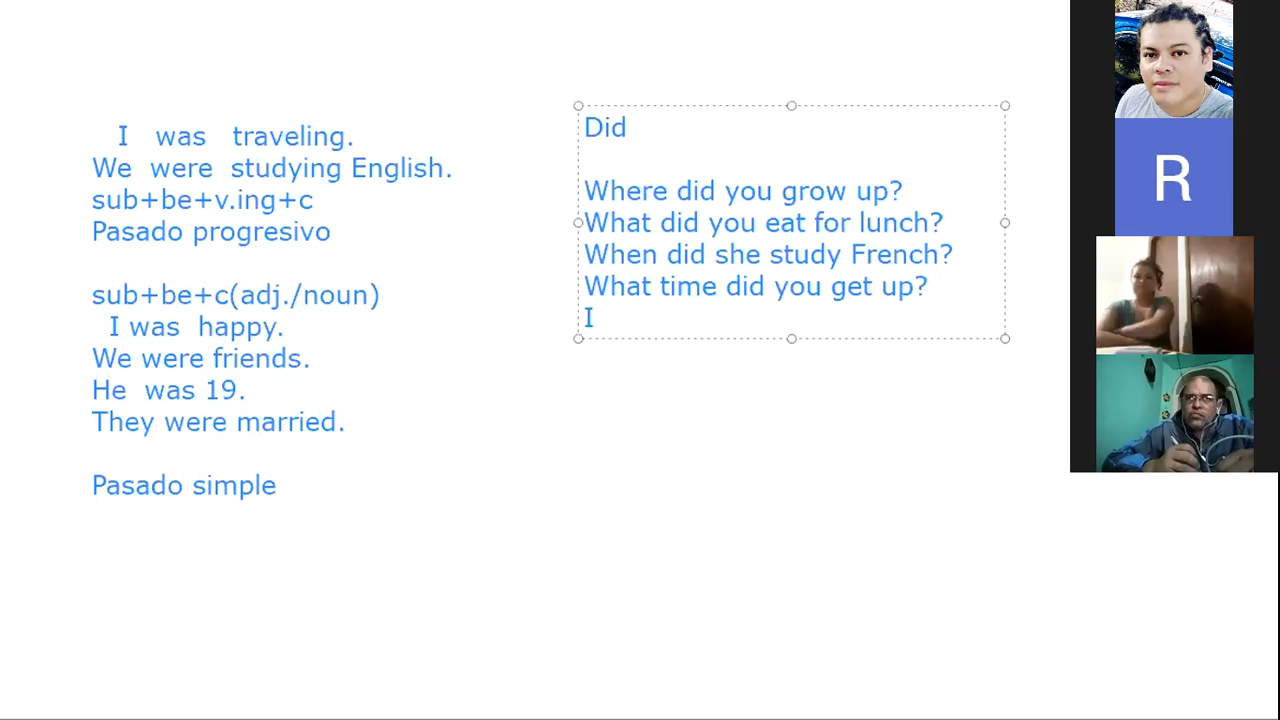 I was traveling.
We were studying English.
sub+be+v.ing+c
Pasado progresivo
sub+be+c(adj./noun)
I was happy.
We were friends.
He was 19.
They were married.
Pasado simple
Did
Where did you grow up?
What did you eat for lunch?
When did she study French?
What time did you get up?
I
R